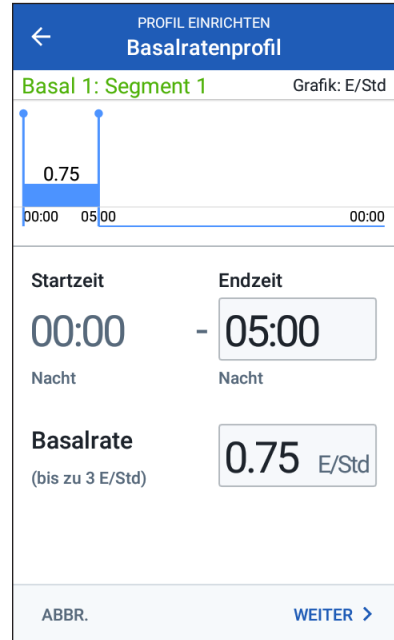 PROFIL EINRICHTEN
Basalratenprofil
Basal 1: Segment 1 Grafik: E/Std
0.75
00:00 05:00 00:00
Startzeit Endzeit
00:00 - 05:00
Nacht Nacht
Basalrate
0.75 E/Std
(bis zu 3 E/Std)
ABBR. WEITER